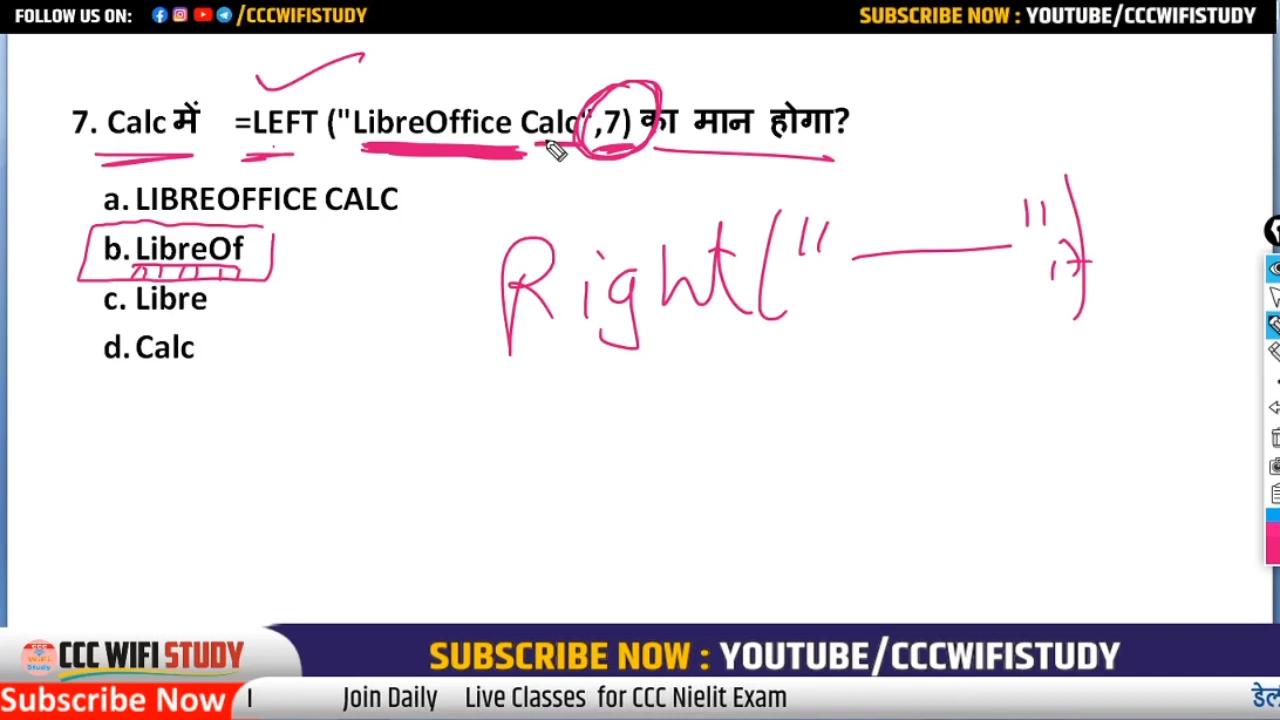 FOLLOW US ON: /CCCWIFISTUDY
SUBSCRIBE NOW : YOUTUBE/CCCWIFISTUDY
7. Calc में =LEFT ("LibreOffice Calc",7) का मान होगा?
a. LIBREOFFICE CALC
b. LibreOf
c. Libre
d. Calc
Right(" ",7)
CCC WIFI STUDY
SUBSCRIBE NOW : YOUTUBE/CCCWIFISTUDY
Subscribe Now
Join Daily Live Classes for CCC Nielit Exam